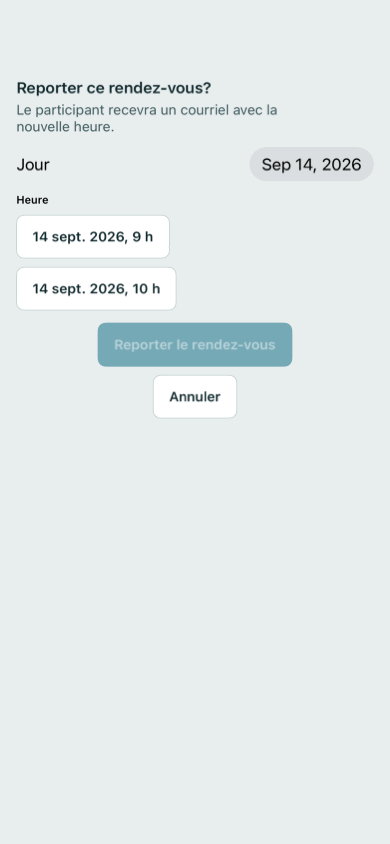 Reporter ce rendez-vous?
Le participant recevra un courriel avec la
nouvelle heure.
Jour
Sep 14, 2026
Heure
14 sept. 2026, 9 h
14 sept. 2026, 10 h
Reporter le rendez-vous
Annuler